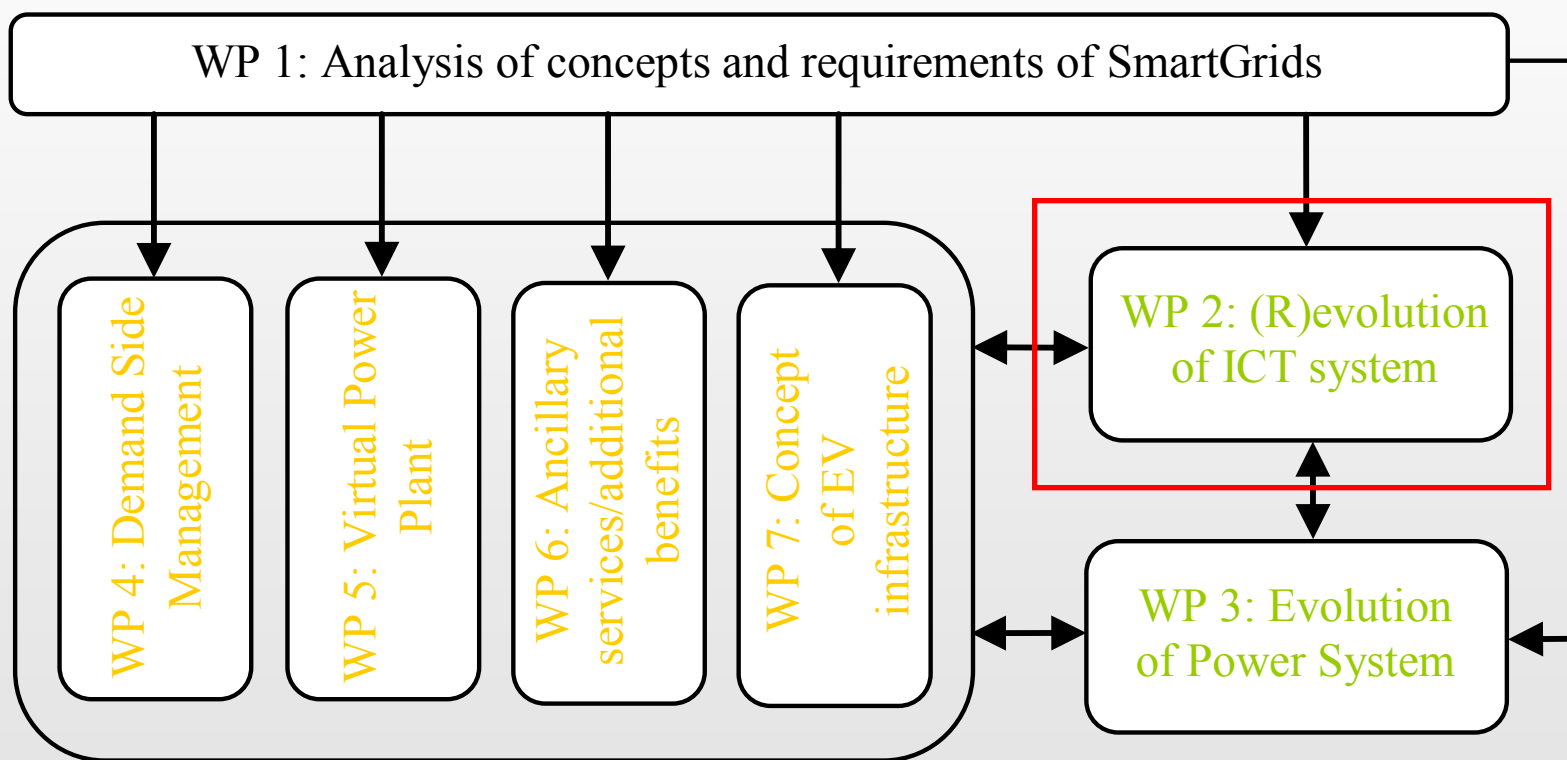 WP 1: Analysis of concepts and requirements of SmartGrids
WP 4: Demand Side
Management
WP 5: Virtual Power
Plant
WP 6: Ancillary
services/additional
benefits
WP 7: Concept
of EV
infrastructure
WP 2: (R)evolution
of ICT system
WP 3: Evolution
of Power System